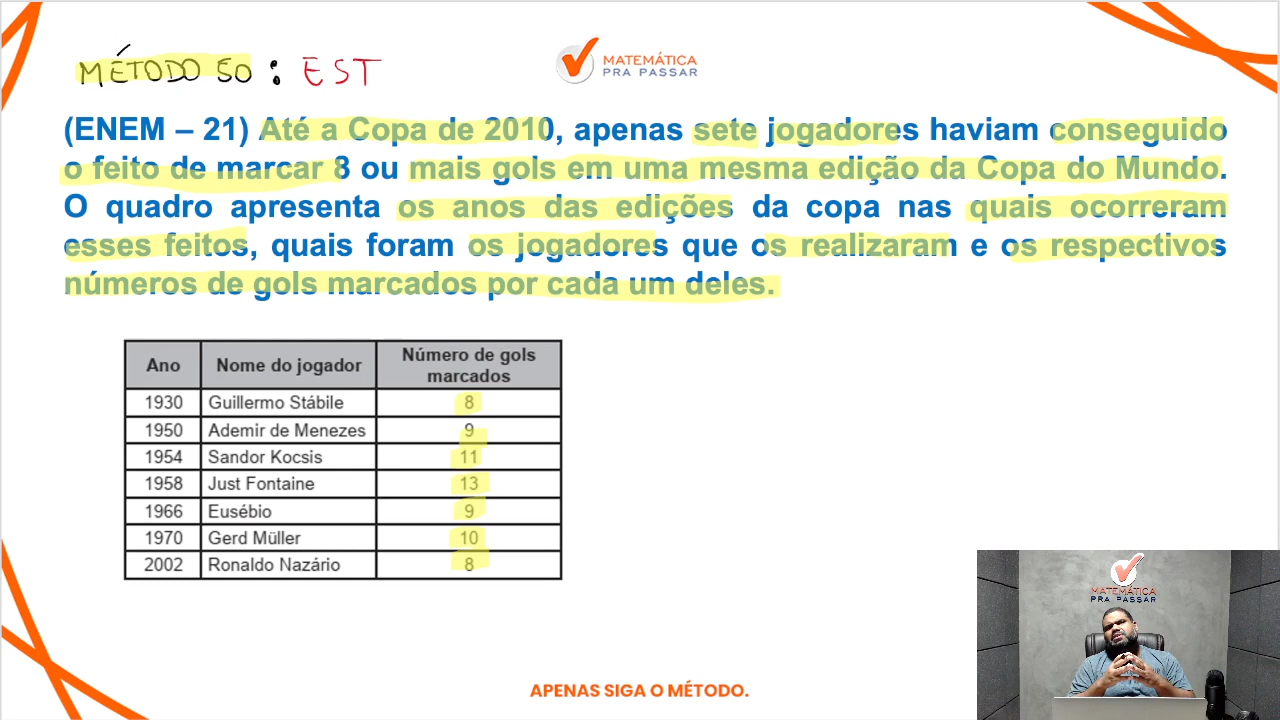 MÉTODO 50 : EST
MATEMÁTICA
PRA PASSAR
(ENEM – 21) Até a Copa de 2010, apenas sete jogadores haviam conseguido
o feito de marcar 8 ou mais gols em uma mesma edição da Copa do Mundo.
O quadro apresenta os anos das edições da copa nas quais ocorreram
esses feitos, quais foram os jogadores que os realizaram e os respectivos
números de gols marcados por cada um deles.
Ano Nome do jogador Número de gols
marcados
1930 Guillermo Stábile 8
1950 Ademir de Menezes 9
1954 Sandor Kocsis 11
1958 Just Fontaine 13
1966 Eusébio 9
1970 Gerd Müller 10
2002 Ronaldo Nazário 8
MATEMÁTICA
PRA PASSAR
APENAS SIGA O MÉTODO.